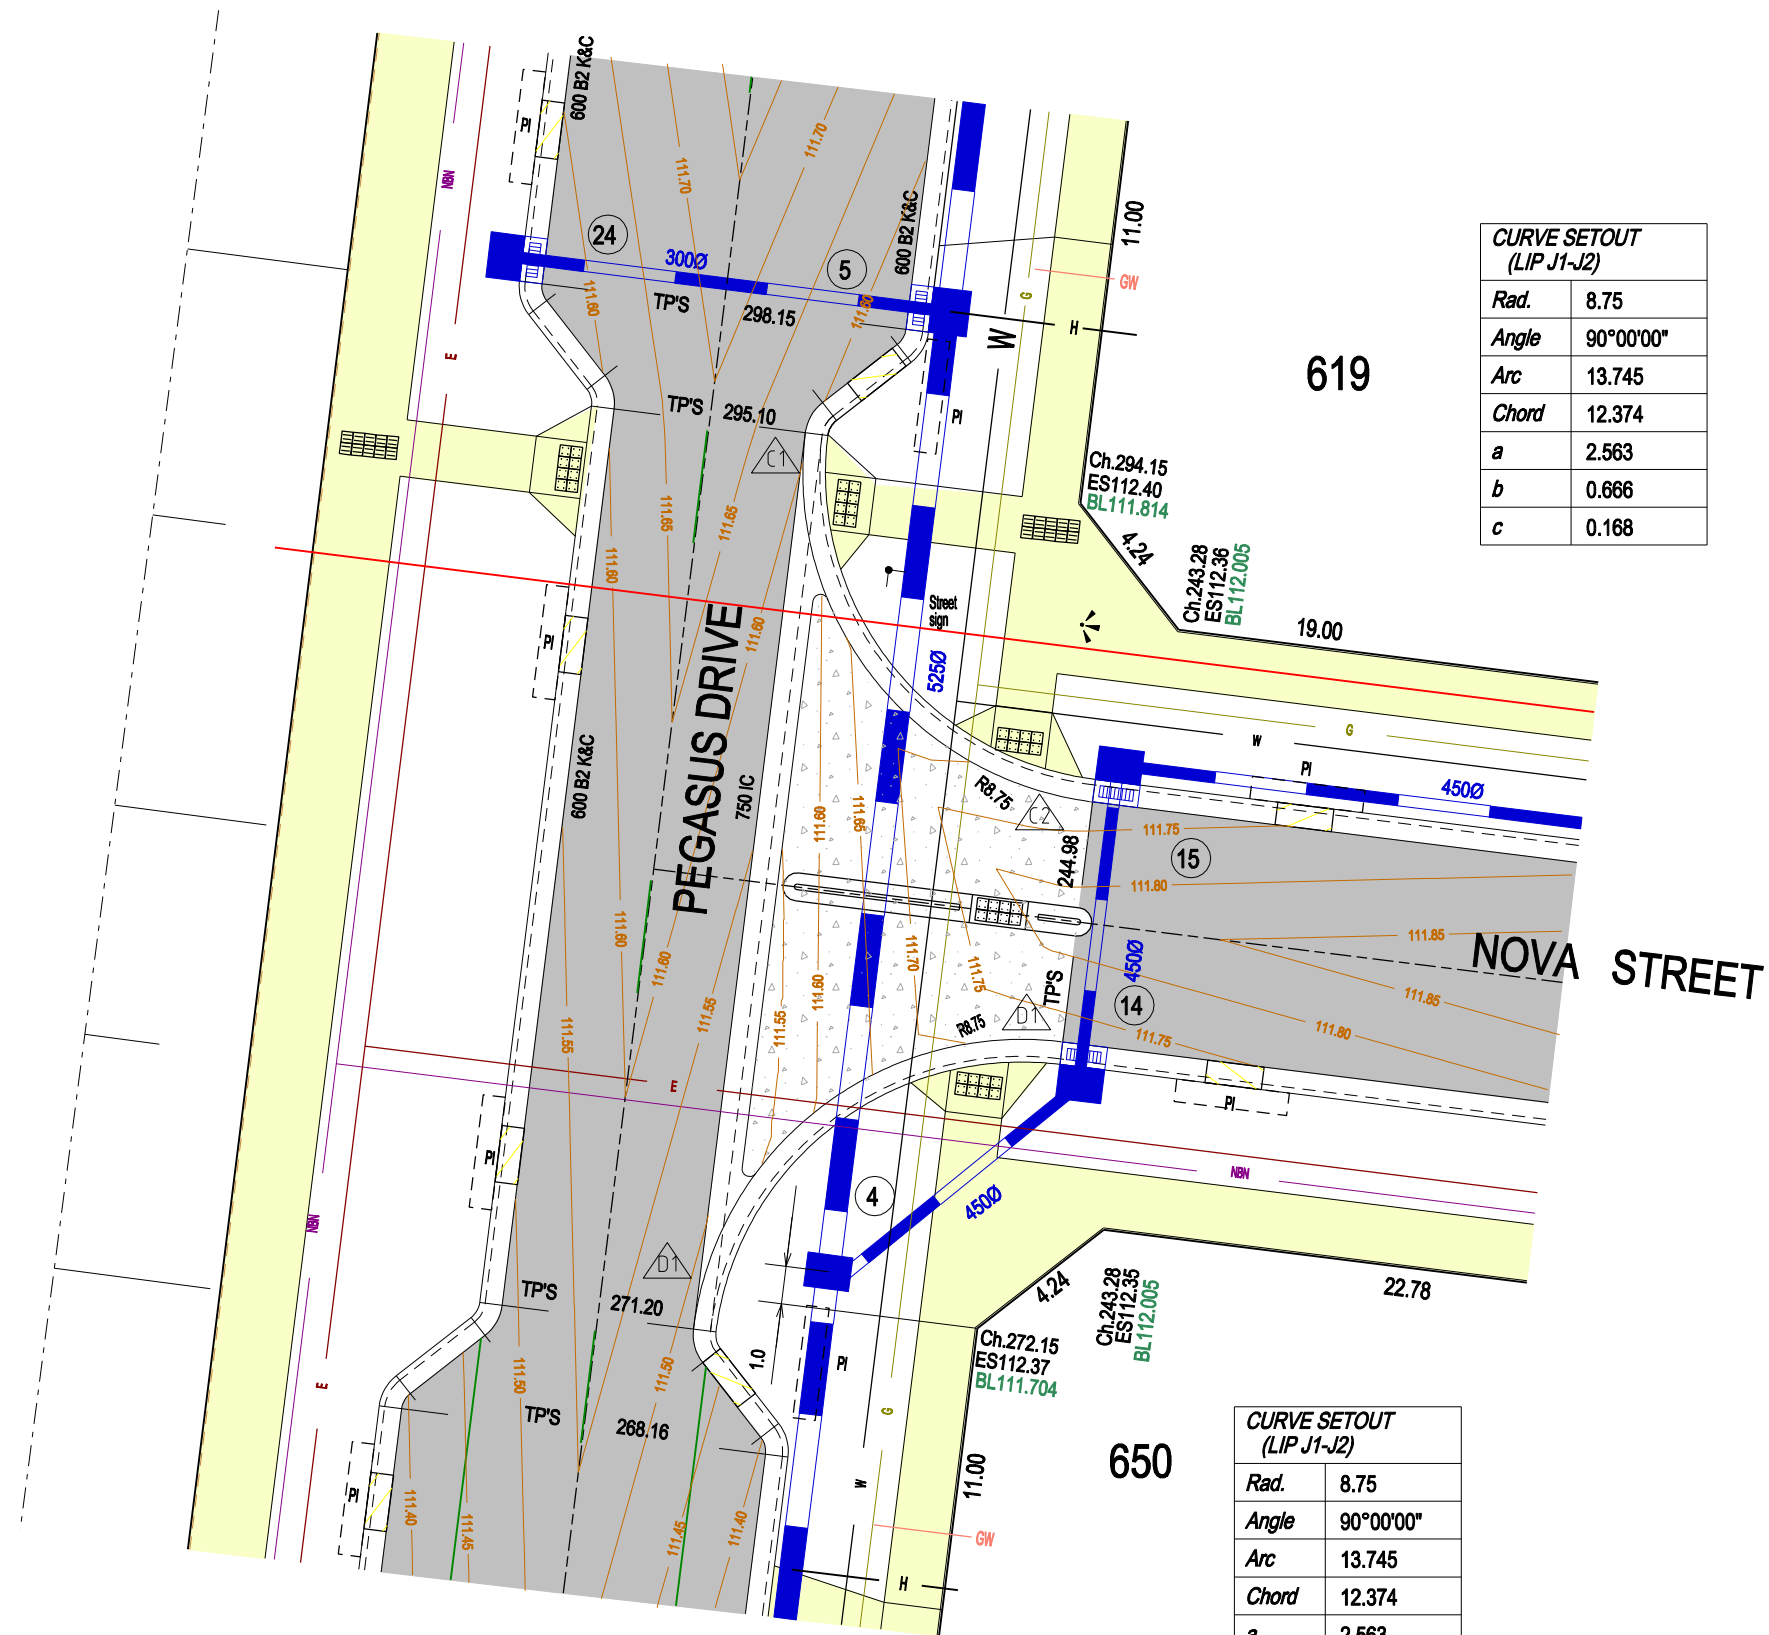 600 B2 K&C
PI
NBN
111.70
111.70
24
300Ø
5
600 B2 K&C
11.00
GW
G
H
W
TP'S
298.15
111.60
111.60
E
619
CURVE SETOUT
(LIP J1-J2)
Rad. 8.75
Angle 90°00'00"
Arc 13.745
Chord 12.374
a 2.563
b 0.666
c 0.168
TP'S
295.10
PI
C1
Ch.294.15
ES112.40
BL111.814
4.24
111.65
111.65
111.60
Ch.243.28
ES112.36
BL112.005
19.00
Street
sign
PI
111.60
525Ø
PEGASUS DRIVE
600 B2 K&C
750 IC
W
G
PI
450Ø
R8.75
C2
111.60
111.65
111.75
244.98
15
111.80
111.60
111.60
111.70
111.75
111.85
NOVA STREET
450Ø
TP'S
14
111.85
111.60
111.55
111.55
111.55
R8.75
D1
111.75
111.80
E
PI
PI
NBN
4
450Ø
NBN
D1
TP'S
271.20
4.24
Ch.243.28
ES112.35
BL112.005
22.78
1.0
PI
Ch.272.15
ES112.37
BL111.704
E
111.50
111.50
TP'S
268.16
G
650
CURVE SETOUT
(LIP J1-J2)
Rad. 8.75
Angle 90°00'00"
Arc 13.745
Chord 12.374
a 2.563
PI
111.40
111.45
111.45
111.40
W
11.00
GW
H